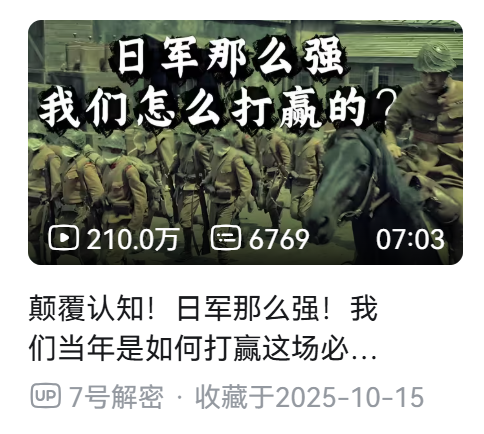 日军那么强
我们怎么打赢的?
210.0万 6769 07:03
颠覆认知！日军那么强！我
们当年是如何打赢这场必...
UP 7号解密 · 收藏于2025-10-15